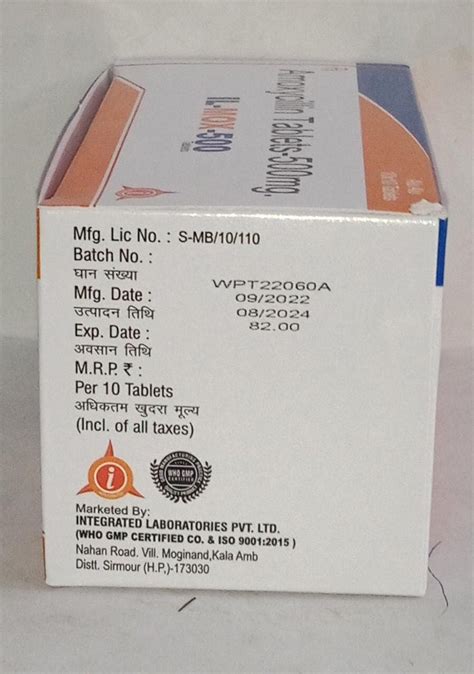 Amoxycillin Tablets-500mg.
IL-MOX-500
Mfg. Lic No. : S-MB/10/110
Batch No. :
घान संख्या
WPT22060A
Mfg. Date :
09/2022
उत्पादन तिथि
08/2024
Exp. Date :
82.00
अवसान तिथि
M.R.P. ₹ :
Per 10 Tablets
अधिकतम खुदरा मूल्य
(Incl. of all taxes)
i
WHO GMP
CERTIFIED
Marketed By:
INTEGRATED LABORATORIES PVT. LTD.
(WHO GMP CERTIFIED CO. & ISO 9001:2015 )
Nahan Road. Vill. Moginand,Kala Amb
Distt. Sirmour (H.P.)-173030